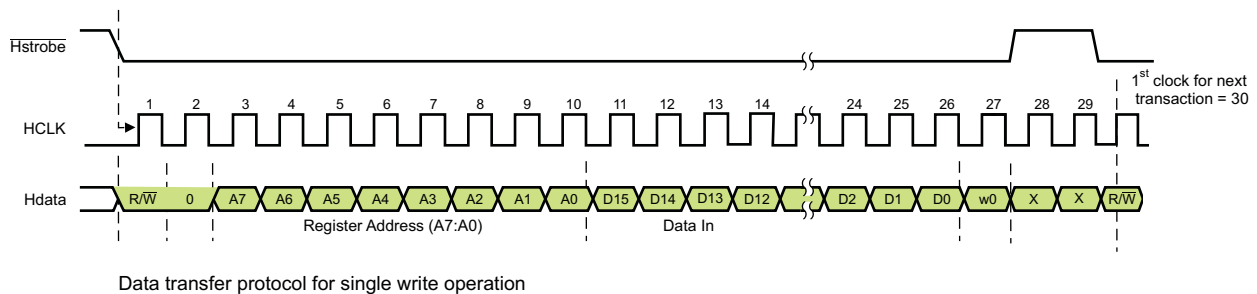 Hstrobe
1st clock for next
transaction = 30
1 2 3 4 5 6 7 8 9 10 11 12 13 14 24 25 26 27 28 29
HCLK
Hdata R/W 0 A7 A6 A5 A4 A3 A2 A1 A0 D15 D14 D13 D12 D2 D1 D0 w0 X X R/W
Register Address (A7:A0) Data In
Data transfer protocol for single write operation